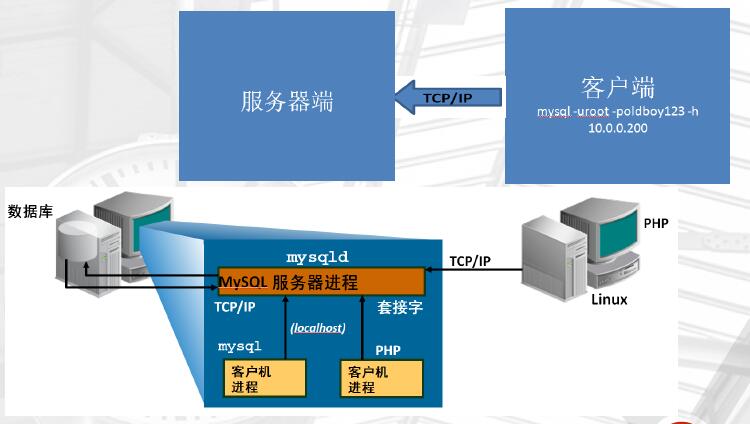 服务器端
TCP/IP
客户端
mysql -uroot -poldboy123 -h
10.0.0.200
数据库
mysqld
MySQL 服务器进程
TCP/IP
PHP
Linux
TCP/IP
套接字
(localhost)
mysql
PHP
客户机
进程
客户机
进程